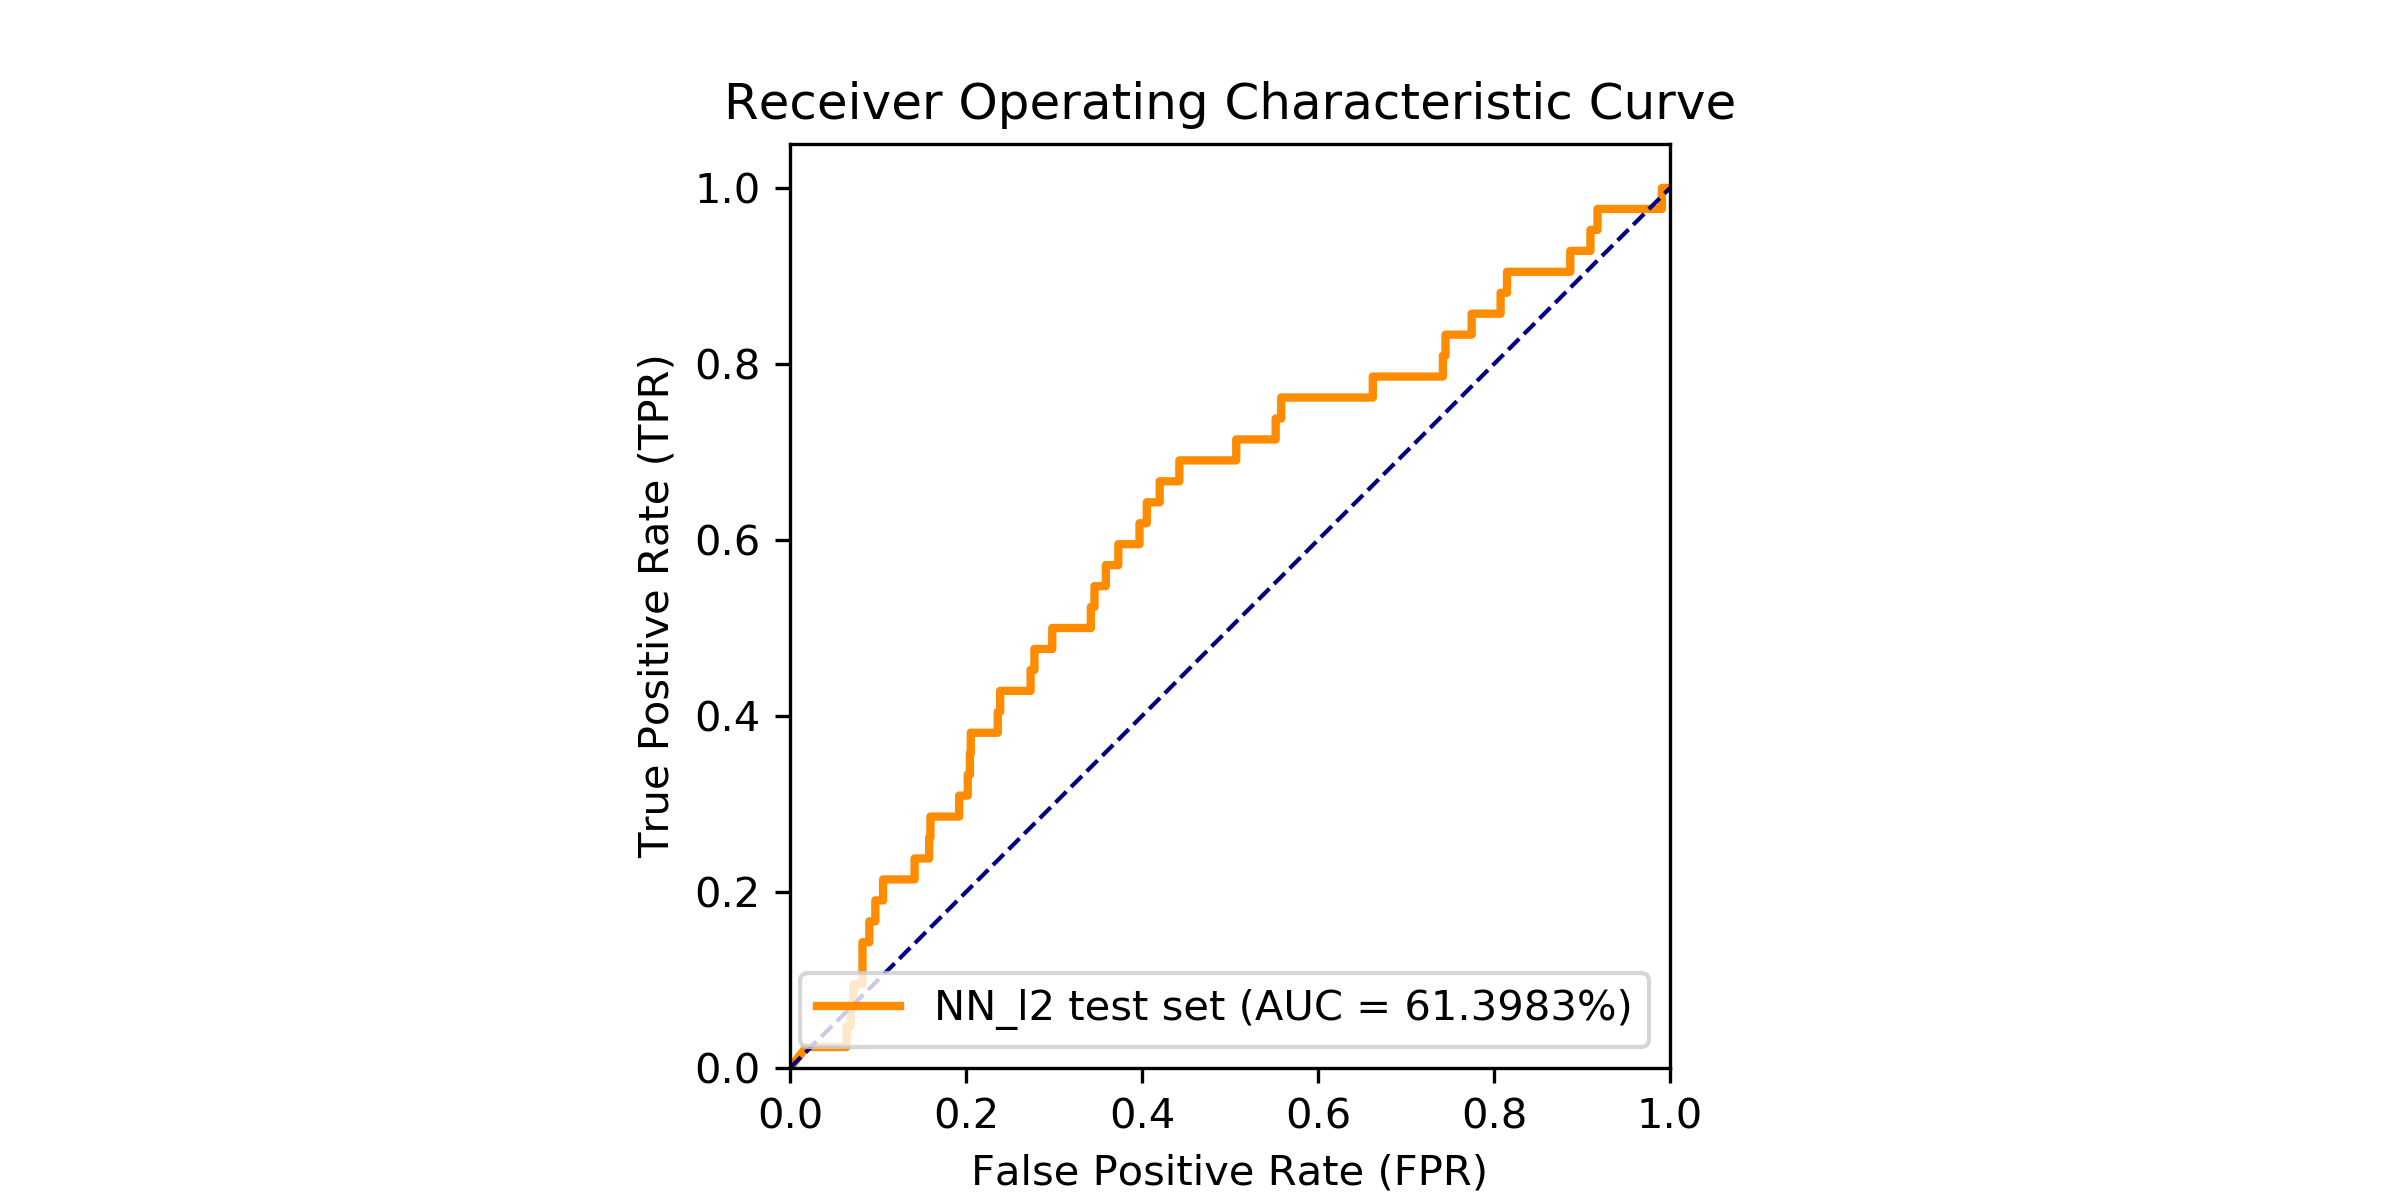 Receiver Operating Characteristic Curve
1.0
0.8
0.6
0.4
0.2
0.0
True Positive Rate (TPR)
NN_l2 test set (AUC = 61.3983%)
0.0 0.2 0.4 0.6 0.8 1.0
False Positive Rate (FPR)